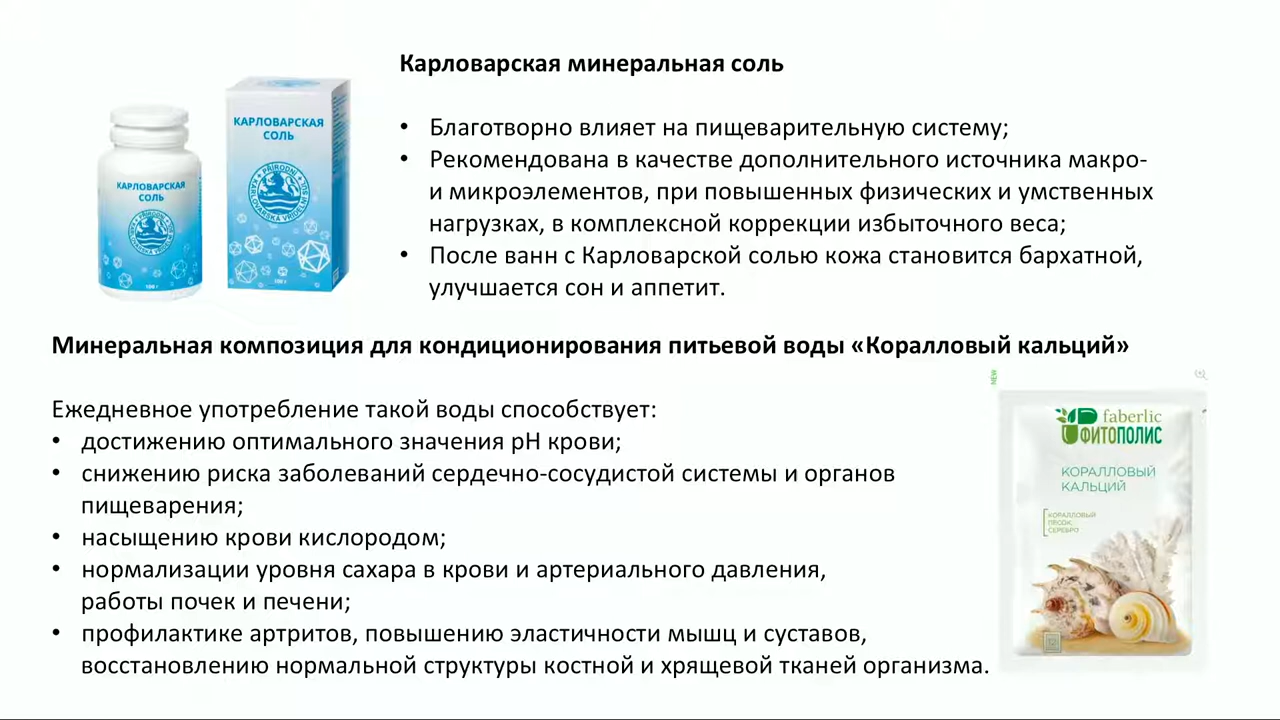 Карловарская минеральная соль
КАРЛОВАРСКАЯ
СОЛЬ
КАРЛОВАРСКАЯ
СОЛЬ
100 г
100 г
• Благотворно влияет на пищеварительную систему;
• Рекомендована в качестве дополнительного источника макро-
и микроэлементов, при повышенных физических и умственных
нагрузках, в комплексной коррекции избыточного веса;
• После ванн с Карловарской солью кожа становится бархатной,
улучшается сон и аппетит.
Минеральная композиция для кондиционирования питьевой воды «Коралловый кальций»
Ежедневное употребление такой воды способствует:
• достижению оптимального значения pH крови;
• снижению риска заболеваний сердечно-сосудистой системы и органов
пищеварения;
• насыщению крови кислородом;
• нормализации уровня сахара в крови и артериального давления,
работы почек и печени;
• профилактике артритов, повышению эластичности мышц и суставов,
восстановлению нормальной структуры костной и хрящевой тканей организма.
NEW
faberlic
ФИТОПОЛИС
КОРАЛЛОВЫЙ
КАЛЬЦИЙ
КОРАЛЛОВЫЙ
ПЕСОК,
СЕРЕБРО